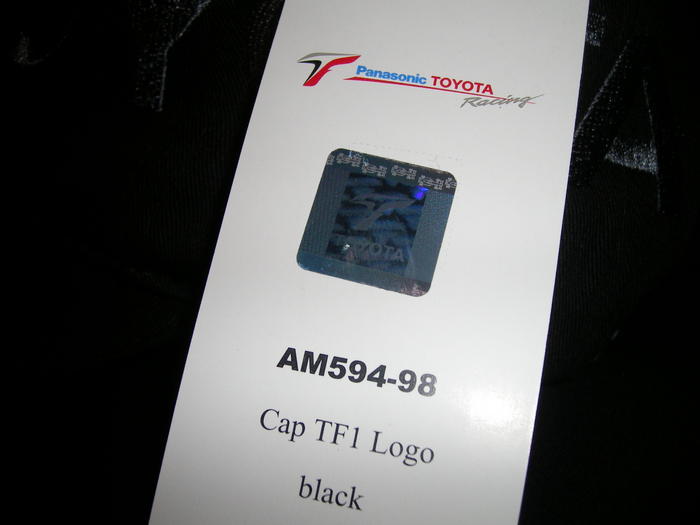 Panasonic TOYOTA
Racing
TOYOTA
AM594-98
Cap TF1 Logo
black